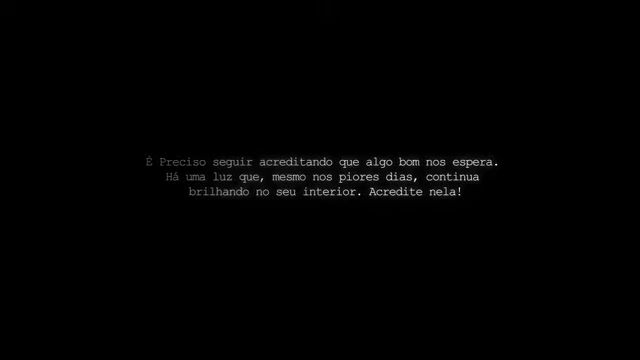 É Preciso seguir acreditando que algo bom nos espera.
Há uma luz que, mesmo nos piores dias, continua
brilhando no seu interior. Acredite nela!